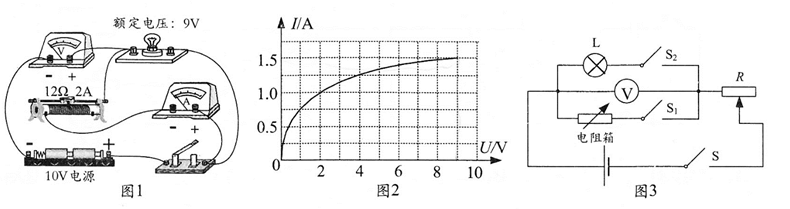 额定电压：9V
V
- +
12Ω 2A
A
- +
- +
10V电源
图1
I/A
1.5
1.0
0.5
0 2 4 6 8 10
U/V
图2
L
S₂
V
R
S₁
电阻箱
S
图3